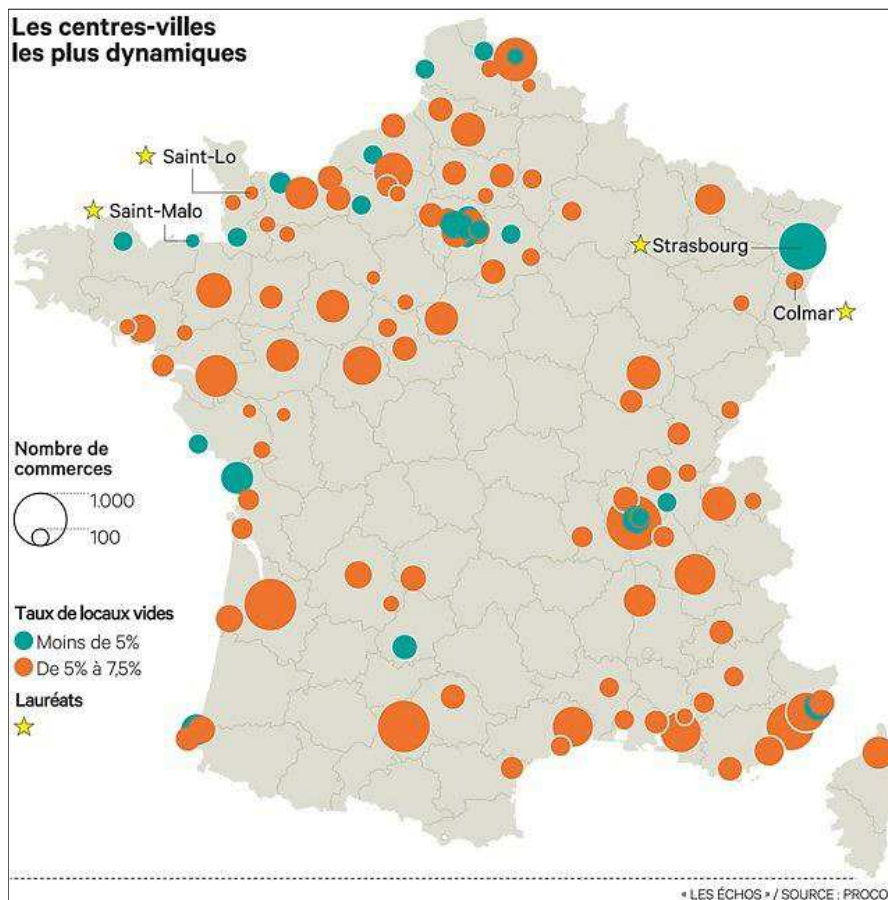 Les centres-villes
les plus dynamiques
Saint-Lo
Saint-Malo
Strasbourg
Colmar
Nombre de
commerces
1.000
100
Taux de locaux vides
Moins de 5%
De 5% à 7,5%
Lauréats
« LES ÉCHOS » / SOURCE : PROCO